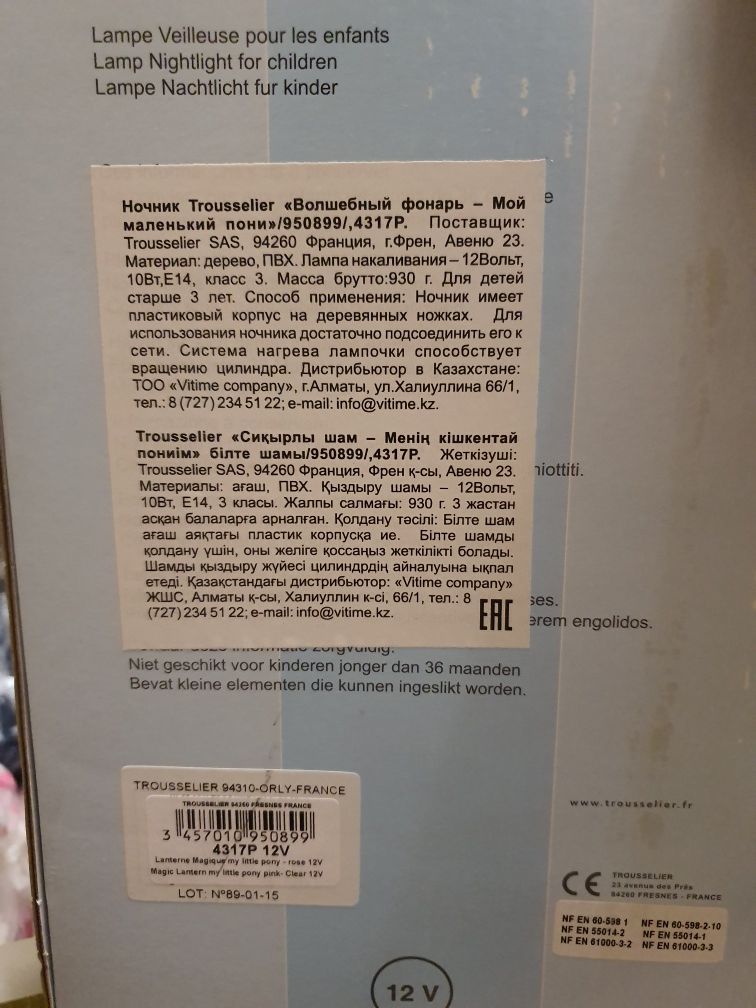 Lampe Veilleuse pour les enfants
Lamp Nightlight for children
Lampe Nachtlicht fur kinder
Ночник Trousselier «Волшебный фонарь – Мой
маленький пони»/950899/,4317P. Поставщик:
Trousselier SAS, 94260 Франция, г.Френ, Авеню 23.
Материал: дерево, ПВХ. Лампа накаливания – 12Вольт,
10Вт,Е14, класс 3. Масса брутто:930 г. Для детей
старше 3 лет. Способ применения: Ночник имеет
пластиковый корпус на деревянных ножках. Для
использования ночника достаточно подсоединить его к
сети. Система нагрева лампочки способствует
вращению цилиндра. Дистрибьютор в Казахстане:
ТОО «Vitime company», г.Алматы, ул.Халиуллина 66/1,
тел.: 8 (727) 234 51 22; e-mail: info@vitime.kz.
Trousselier «Сиқырлы шам – Менің кішкентай
пониім» білте шамы/950899/,4317P. Жеткізуші:
Trousselier SAS, 94260 Франция, Френ қ-сы, Авеню 23.
Материалы: ағаш, ПВХ. Қыздыру шамы – 12Вольт,
10Вт, Е14, 3 класы. Жалпы салмағы: 930 г. 3 жастан
асқан балаларға арналған. Қолдану тәсілі: Білте шам
ағаш аяқтағы пластик корпусқа ие. Білте шамды
қолдану үшін, оны желіге қоссаңыз жеткілікті болады.
Шамды қыздыру жүйесі цилиндрдің айналуына ықпал
етеді. Қазақстандағы дистрибьютор: «Vitime company»
ЖШС, Алматы қ-сы, Халиуллин к-сі, 66/1, тел.: 8
(727) 234 51 22; e-mail: info@vitime.kz.
EAC
erem engolidos.
Niet geschikt voor kinderen jonger dan 36 maanden
Bevat kleine elementen die kunnen ingeslikt worden.
TROUSSELIER 94310-ORLY-FRANCE
TROUSSELIER 94260 FRESNES FRANCE
3 457010 950899
4317P 12V
Lanterne Magique my little pony - rose 12V
Magic Lantern my little pony pink- Clear 12V
LOT: N°89-01-15
www.trousselier.fr
CE
TROUSSELIER
23 avenue des Prés
94260 FRESNES - FRANCE
NF EN 60-598 1 NF EN 60-598-2-10
NF EN 55014-2 NF EN 55014-1
NF EN 61000-3-2 NF EN 61000-3-3
12 V